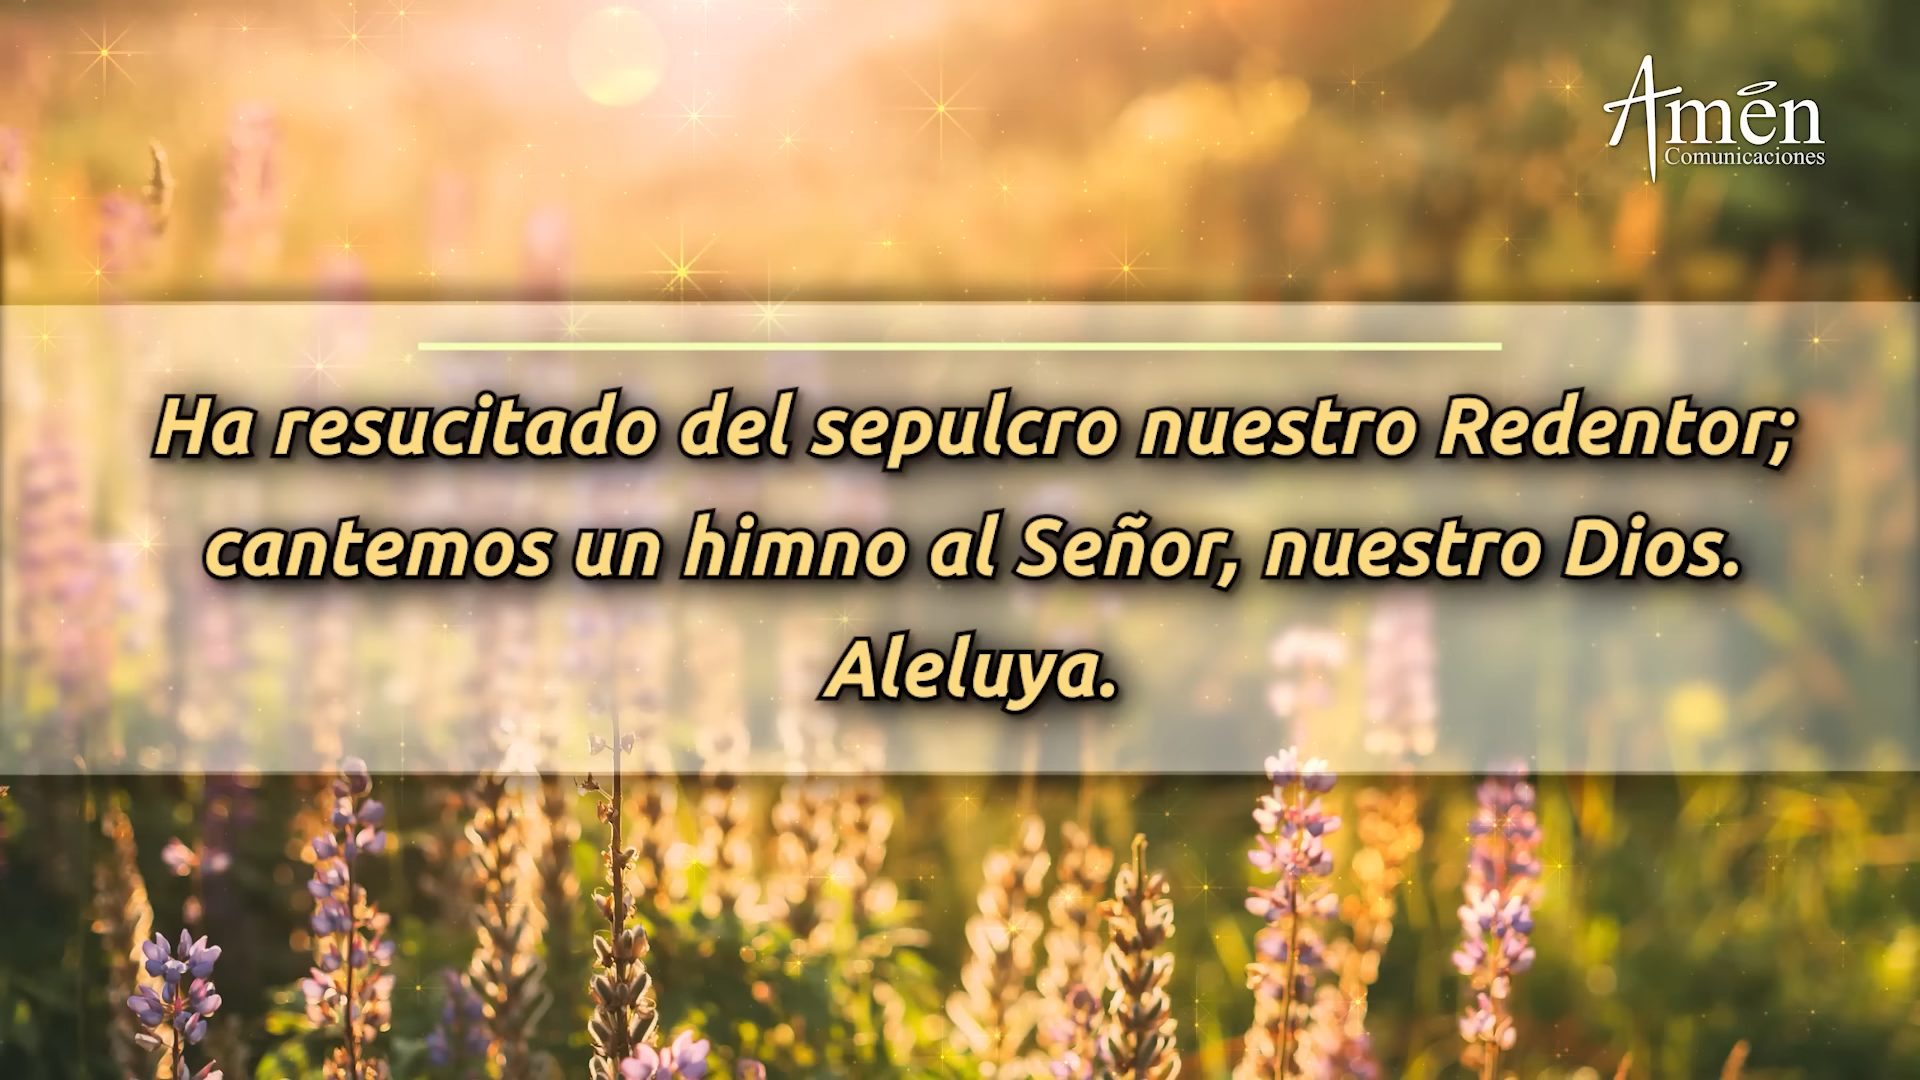 Amén
Comunicaciones
Ha resucitado del sepulcro nuestro Redentor;
cantemos un himno al Señor, nuestro Dios.
Aleluya.